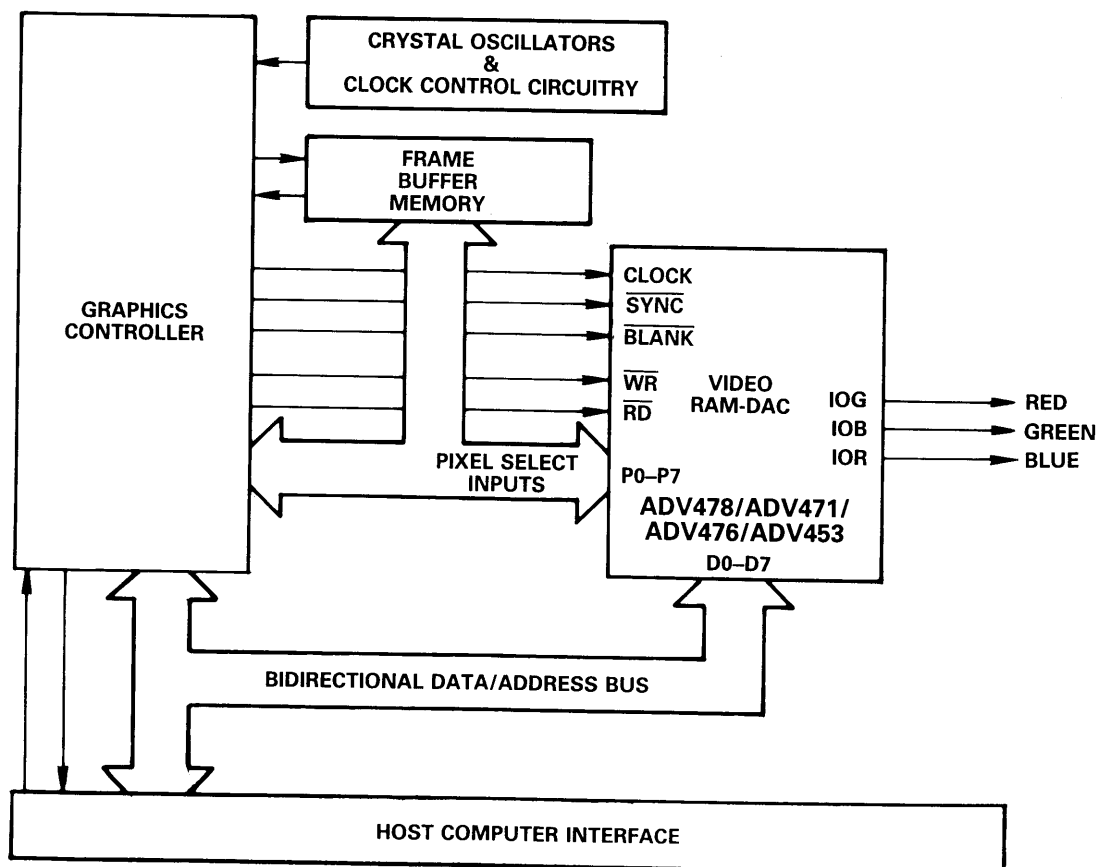 CRYSTAL OSCILLATORS
&
CLOCK CONTROL CIRCUITRY
FRAME
BUFFER
MEMORY
GRAPHICS
CONTROLLER
CLOCK
SYNC
BLANK
WR
RD
VIDEO
RAM-DAC
IOG
IOB
IOR
RED
GREEN
BLUE
PIXEL SELECT
INPUTS
P0–P7
ADV478/ADV471/
ADV476/ADV453
D0–D7
BIDIRECTIONAL DATA/ADDRESS BUS
HOST COMPUTER INTERFACE